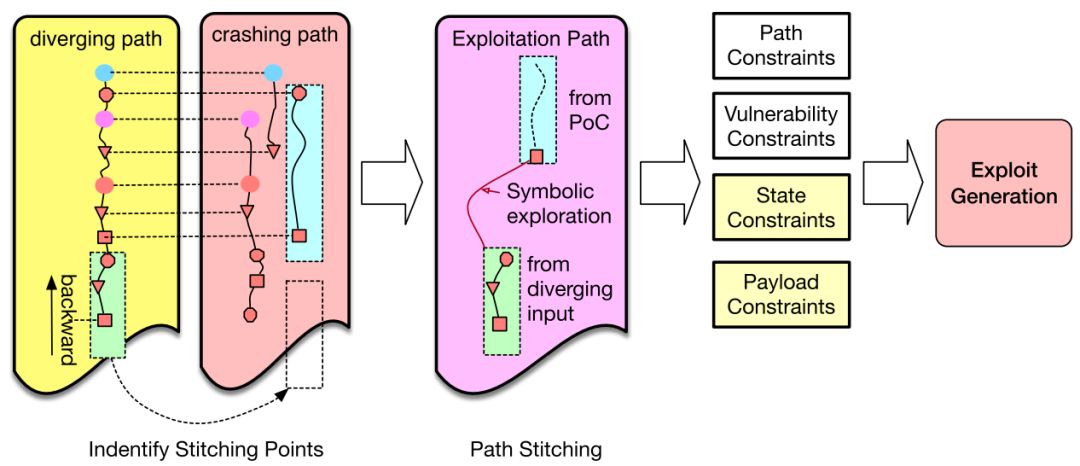 diverging path
crashing path
backward
Indentify Stitching Points
Exploitation Path
from
PoC
Symbolic
exploration
from
diverging
input
Path Stitching
Path
Constraints
Vulnerability
Constraints
State
Constraints
Payload
Constraints
Exploit
Generation